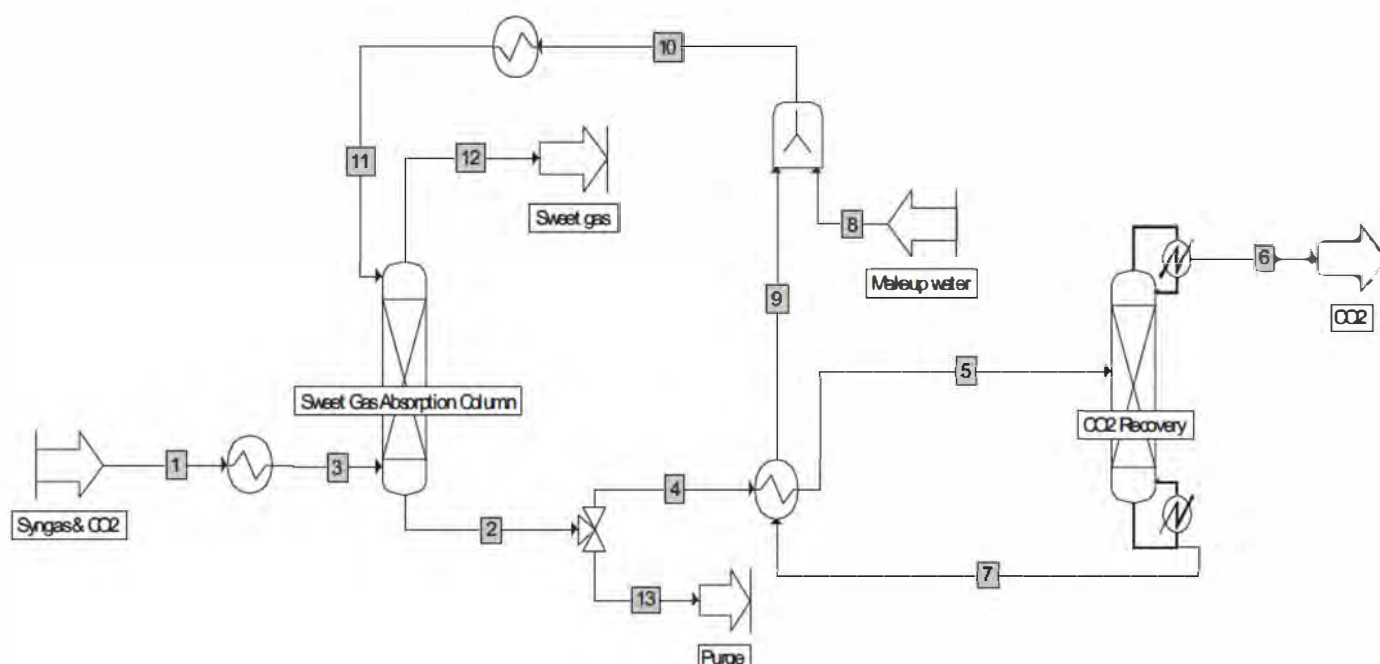 10
11
12
Sweet gas
8
Makeup water
9
6
CO2
5
Sweet Gas Absorption Column
CO2 Recovery
1
3
4
Syngas & CO2
2
7
13
Purge